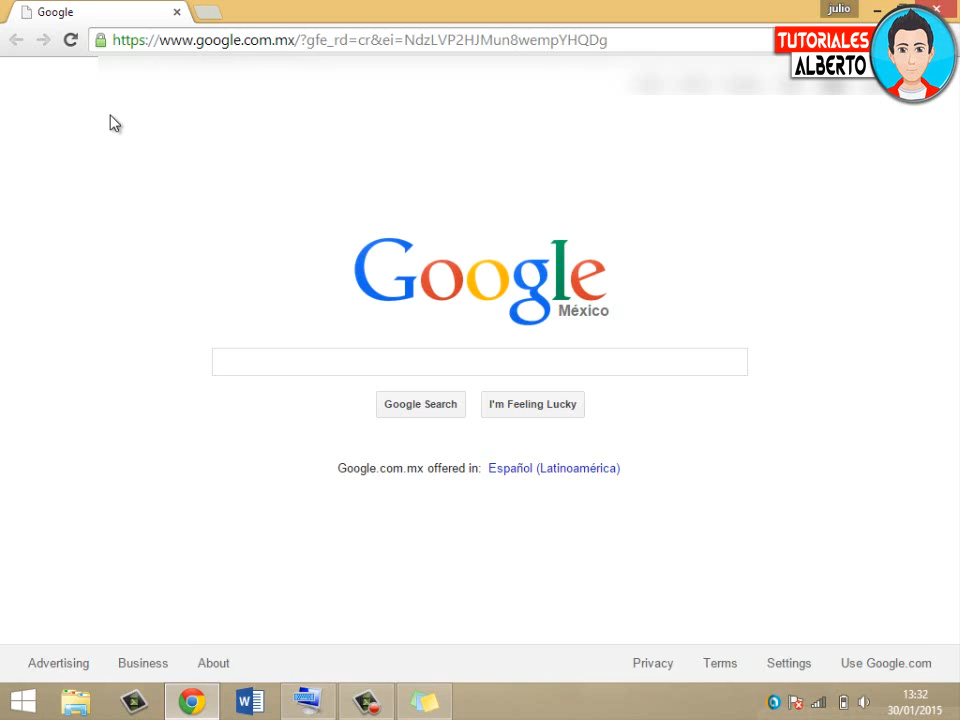 Google
julio
https://www.google.com.mx/?gfe_rd=cr&ei=NdzLVP2HJMun8wempYHQDg
TUTORIALES
ALBERTO
Google
México
Google Search
I'm Feeling Lucky
Google.com.mx offered in: Español (Latinoamérica)
Advertising
Business
About
Privacy
Terms
Settings
Use Google.com
13:32
30/01/2015